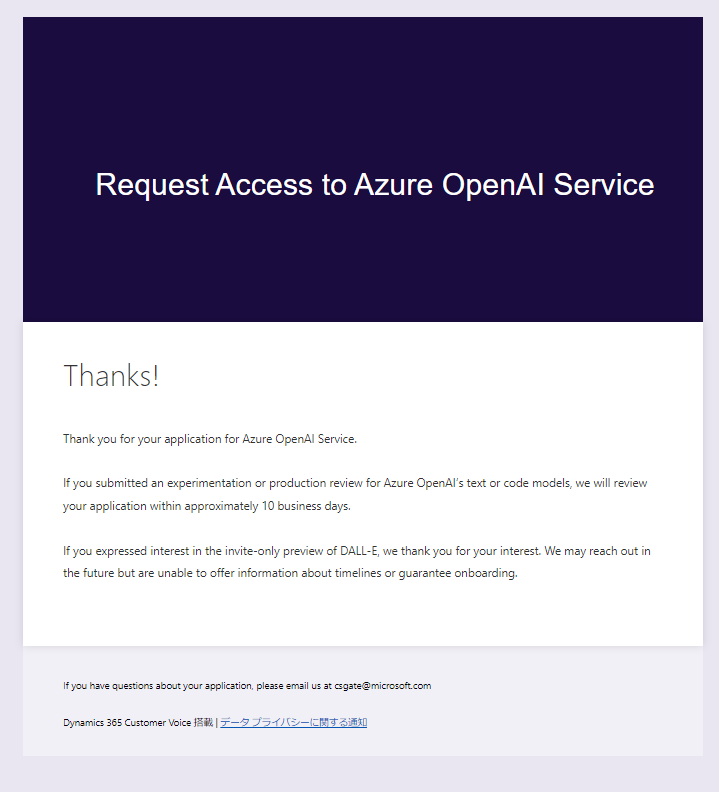 Request Access to Azure OpenAI Service
Thanks!
Thank you for your application for Azure OpenAI Service.
If you submitted an experimentation or production review for Azure OpenAI's text or code models, we will review
your application within approximately 10 business days.
If you expressed interest in the invite-only preview of DALL-E, we thank you for your interest. We may reach out in
the future but are unable to offer information about timelines or guarantee onboarding.
If you have questions about your application, please email us at csgate@microsoft.com
Dynamics 365 Customer Voice 搭載 | データ プライバシーに関する通知